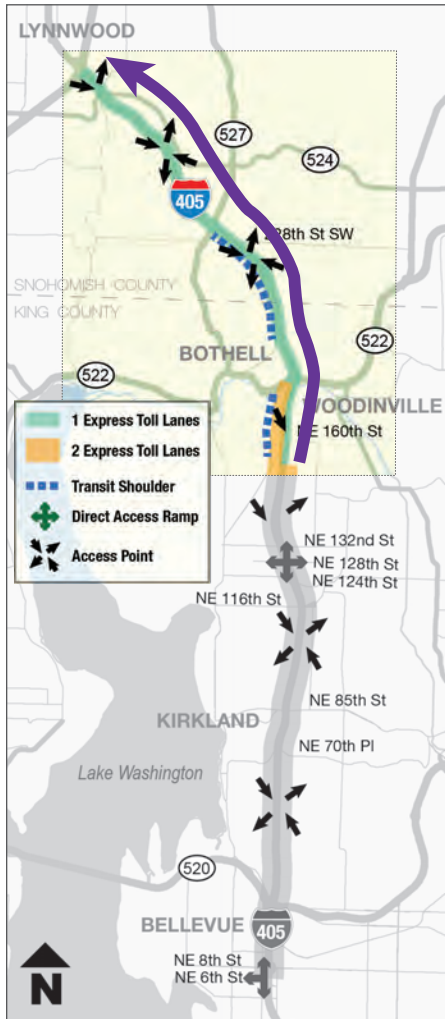 LYNNWOOD
527
524
405
228th St SW
SNOHOMISH COUNTY
KING COUNTY
BOTHELL
522
522
WOODINVILLE
NE 160th St
1 Express Toll Lanes
2 Express Toll Lanes
Transit Shoulder
Direct Access Ramp
Access Point
NE 132nd St
NE 128th St
NE 124th St
NE 116th St
NE 85th St
KIRKLAND
NE 70th Pl
Lake Washington
520
BELLEVUE
405
NE 8th St
NE 6th St
N